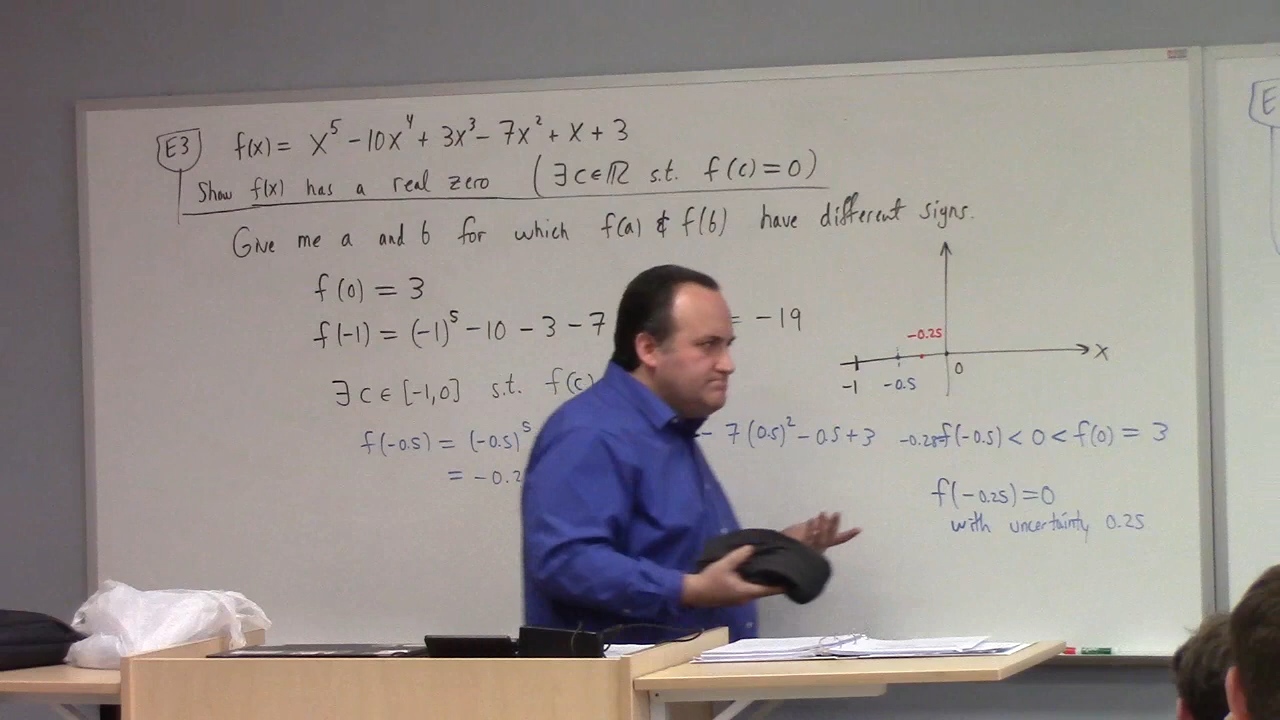 E3 f(x) = x⁵ - 10x⁴ + 3x³ - 7x² + x + 3
Show f(x) has a real zero (∃ c ∈ ℝ s.t. f(c) = 0)
Give me a and b for which f(a) & f(b) have different signs.
f(0) = 3
f(-1) = (-1)⁵ - 10 - 3 - 7 = -19
∃ c ∈ [-1,0] s.t. f(c)
f(-0.5) = (-0.5)⁵ - 7(0.5)² - 0.5 + 3
= -0.2
-0.25
-1 -0.5 0 x
f(-0.5) < 0 < f(0) = 3
f(-0.25) = 0
with uncertainty 0.25
E